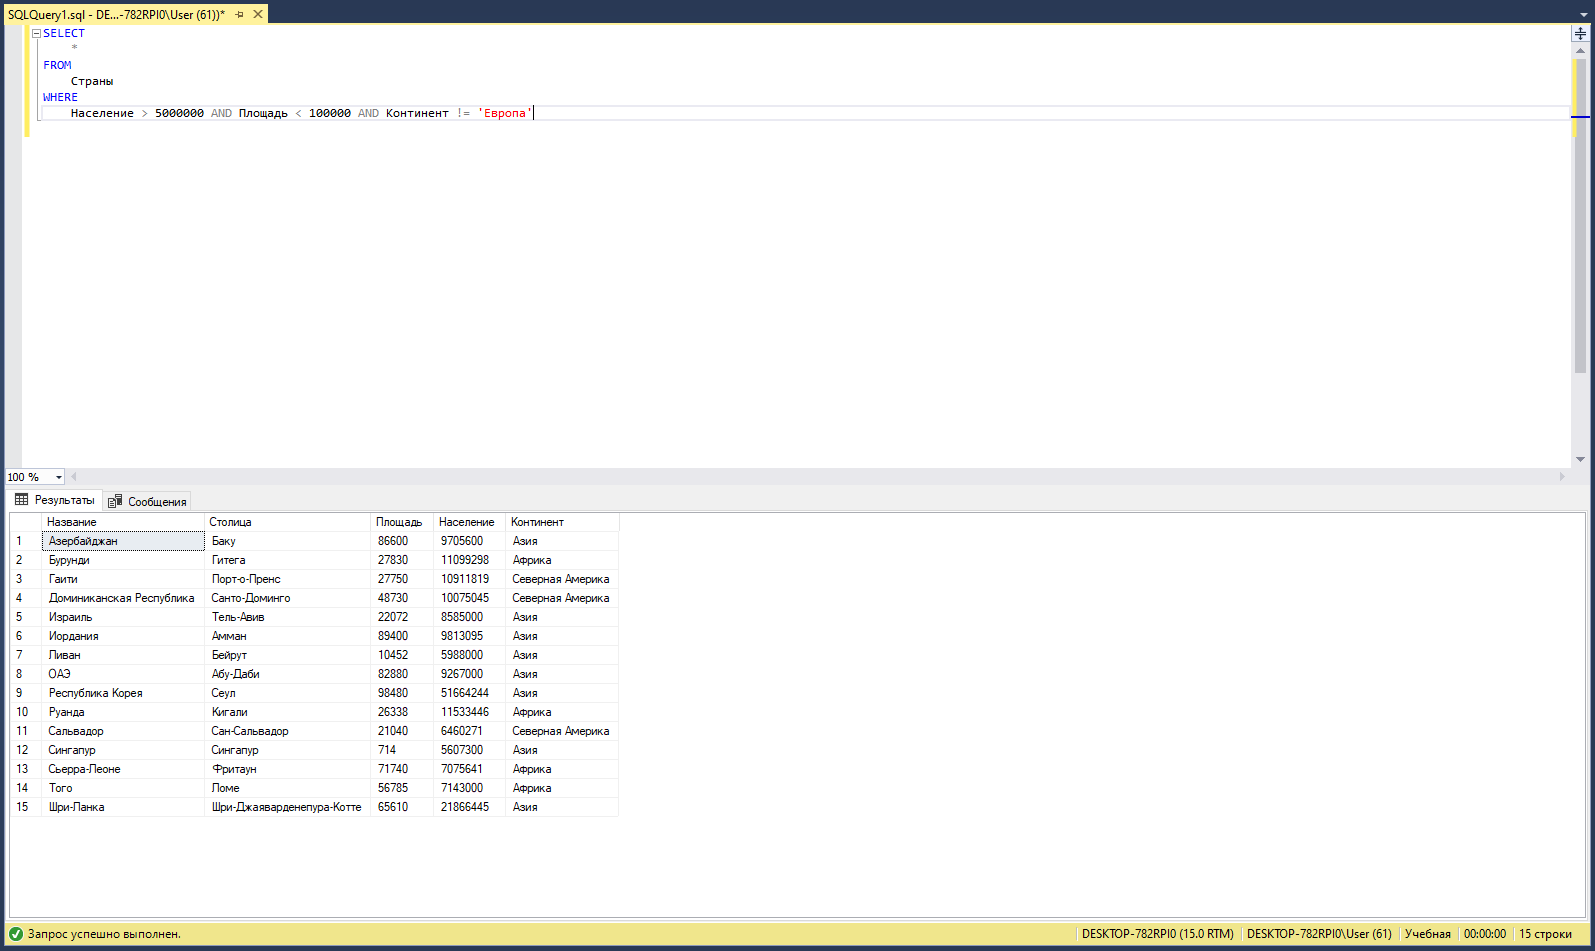 SQLQuery1.sql - DE...-782RPI0\User (61))*
SELECT
*
FROM
Страны
WHERE
Население > 5000000 AND Площадь < 100000 AND Континент != 'Европа'
100 %
Результаты Сообщения
Название Столица Площадь Население Континент
1 Азербайджан Баку 86600 9705600 Азия
2 Бурунди Гитега 27830 11099298 Африка
3 Гаити Порт-о-Пренс 27750 10911819 Северная Америка
4 Доминиканская Республика Санто-Доминго 48730 10075045 Северная Америка
5 Израиль Тель-Авив 22072 8585000 Азия
6 Иордания Амман 89400 9813095 Азия
7 Ливан Бейрут 10452 5988000 Азия
8 ОАЭ Абу-Даби 82880 9267000 Азия
9 Республика Корея Сеул 98480 51664244 Азия
10 Руанда Кигали 26338 11533446 Африка
11 Сальвадор Сан-Сальвадор 21040 6460271 Северная Америка
12 Сингапур Сингапур 714 5607300 Азия
13 Сьерра-Леоне Фритаун 71740 7075641 Африка
14 Того Ломе 56785 7143000 Африка
15 Шри-Ланка Шри-Джаяварденепура-Котте 65610 21866445 Азия
Запрос успешно выполнен. DESKTOP-782RPI0 (15.0 RTM) DESKTOP-782RPI0\User (61) Учебная 00:00:00 15 строки